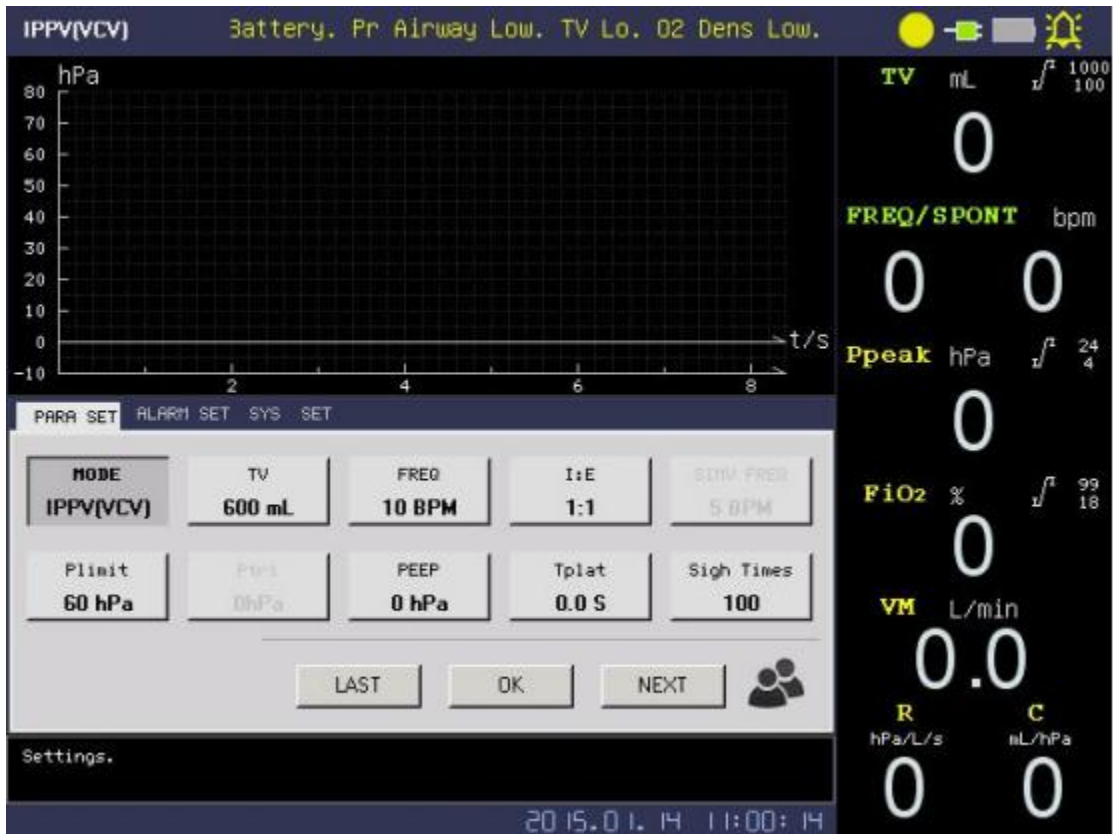 IPPV(VCV) Battery. Pr Airway Low. TV Lo. O2 Dens Low.
hPa
80
70
60
50
40
30
20
10
0
-10
t/s
2 4 6 8
TV mL 1000
100
0
FREQ/SPONT bpm
0 0
Ppeak hPa 24
4
0
FiO2 % 99
18
0
VM L/min
0.0
R C
hPa/L/s mL/hPa
0 0
PARA SET ALARM SET SYS SET
MODE TV FREQ I:E SIMV FREQ
IPPV(VCV) 600 mL 10 BPM 1:1 5 BPM
Plimit Ptri PEEP Tplat Sigh Times
60 hPa 0hPa 0 hPa 0.0 S 100
LAST OK NEXT
Settings.
2015.01.14 11:00:14